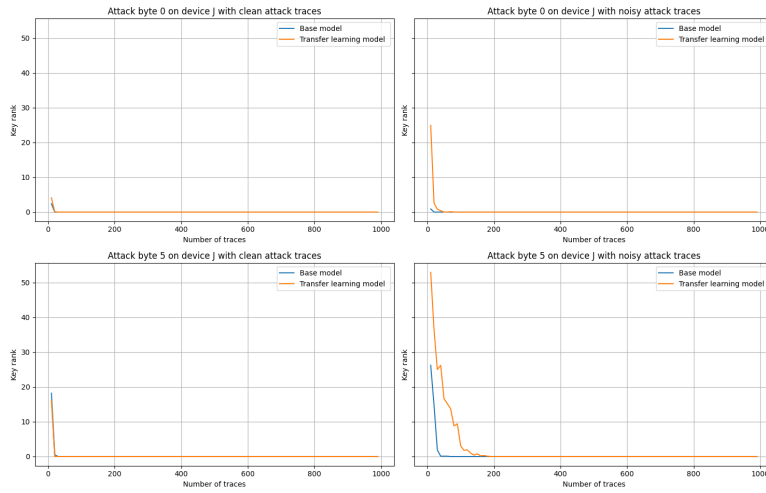 Attack byte 0 on device J with clean attack traces
Key rank
50
40
30
20
10
0
Base model
Transfer learning model
0 200 400 600 800 1000
Number of traces
Attack byte 0 on device J with noisy attack traces
Key rank
Base model
Transfer learning model
0 200 400 600 800 1000
Number of traces
Attack byte 5 on device J with clean attack traces
Key rank
50
40
30
20
10
0
Base model
Transfer learning model
0 200 400 600 800 1000
Number of traces
Attack byte 5 on device J with noisy attack traces
Key rank
Base model
Transfer learning model
0 200 400 600 800 1000
Number of traces